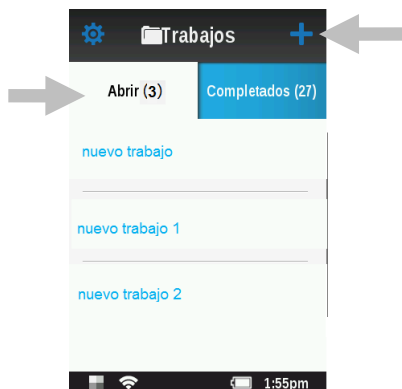 Trabajos
Abrir (3)
Completados (27)
nuevo trabajo
nuevo trabajo 1
nuevo trabajo 2
1:55pm